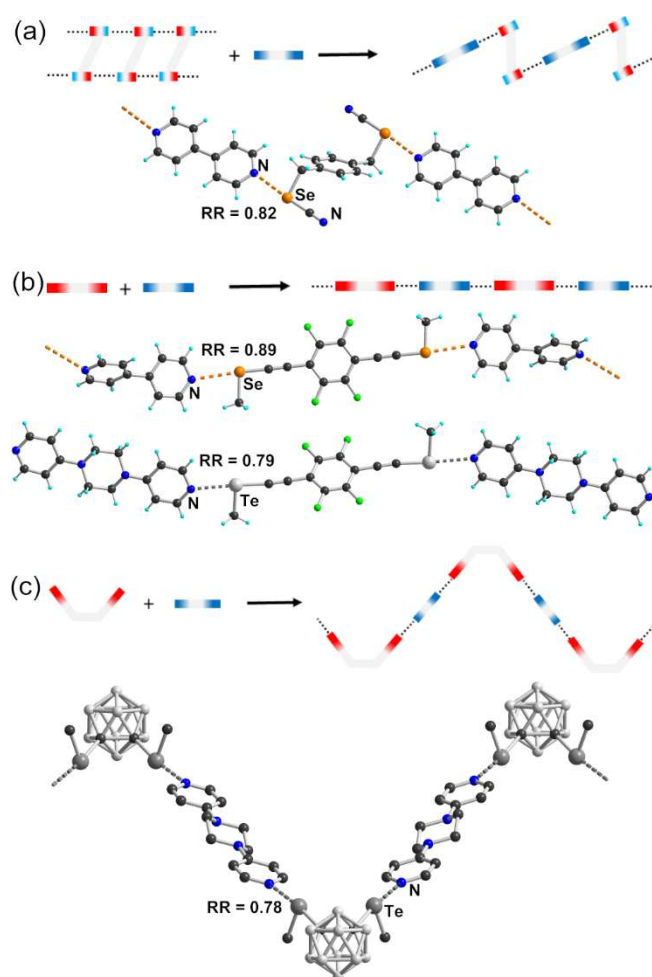 (a)
+
N
Se
N
RR = 0.82
(b)
+
RR = 0.89
N
Se
RR = 0.79
N
Te
(c)
+
N
RR = 0.78
Te